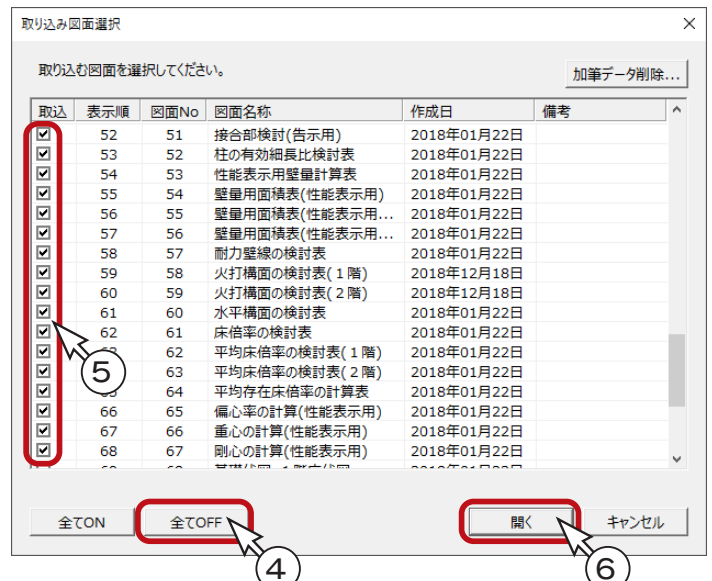 取り込み図面選択
取り込む図面を選択してください。
加筆データ削除...
取込 表示順 図面No 図面名称 作成日 備考
52 51 接合部検討(告示用) 2018年01月22日
53 52 柱の有効細長比検討表 2018年01月22日
54 53 性能表示用壁量計算表 2018年01月22日
55 54 壁量用面積表(性能表示用) 2018年01月22日
56 55 壁量用面積表(性能表示用... 2018年01月22日
57 56 壁量用面積表(性能表示用... 2018年01月22日
58 57 耐力壁線の検討表 2018年01月22日
59 58 火打構面の検討表(1階) 2018年12月18日
60 59 火打構面の検討表(2階) 2018年12月18日
61 60 水平構面の検討表 2018年01月22日
62 61 床倍率の検討表 2018年01月22日
62 平均床倍率の検討表(1階) 2018年01月22日
63 平均床倍率の検討表(2階) 2018年01月22日
64 平均存在床倍率の計算表 2018年01月22日
66 65 偏心率の計算(性能表示用) 2018年01月22日
67 66 重心の計算(性能表示用) 2018年01月22日
68 67 剛心の計算(性能表示用) 2018年01月22日
5
全てON 全てOFF 開く キャンセル
4 6